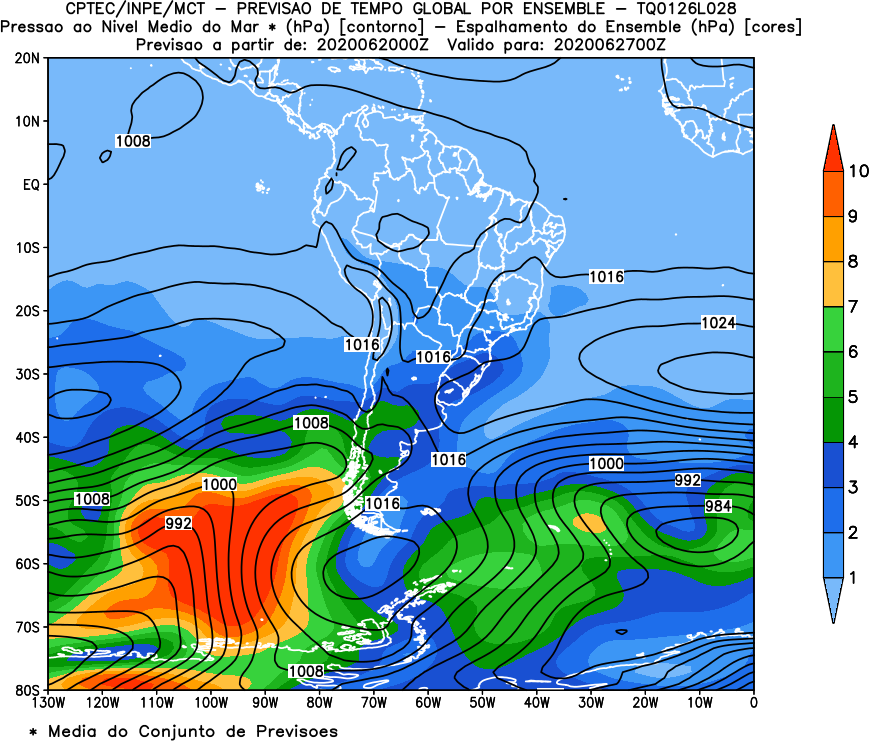 CPTEC/INPE/MCT – PREVISAO DE TEMPO GLOBAL POR ENSEMBLE – TQ0126L028
Pressao ao Nivel Medio do Mar * (hPa) [contorno] – Espalhamento do Ensemble (hPa) [cores]
Previsao a partir de: 2020062000Z Valido para: 2020062700Z
20N
10N
1008
10
EQ
9
10S
1016
8
20S
1024
7
1016
1016
6
30S
5
1008
40S
4
1016
1000
1000
992
3
1008
50S
1016
984
992
2
60S
1
70S
1008
80S
130W 120W 110W 100W 90W 80W 70W 60W 50W 40W 30W 20W 10W 0
* Media do Conjunto de Previsoes